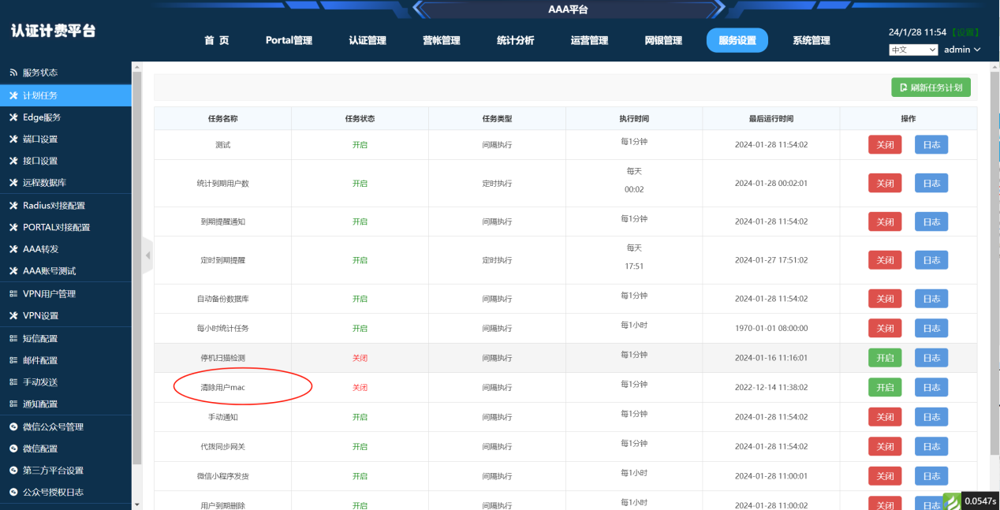 AAA平台
认证计费平台
首 页 Portal管理 认证管理 营帐管理 统计分析 运营管理 网银管理 服务设置 系统管理
24/1/28 11:54【设置】
中文 admin
服务状态
计划任务
Edge服务
端口设置
接口设置
远程数据库
Radius对接配置
PORTAL对接配置
AAA转发
AAA账号测试
VPN用户管理
VPN设置
短信配置
邮件配置
手动发送
通知配置
微信公众号管理
微信配置
第三方平台设置
公众号授权日志
刷新任务计划
任务名称 任务状态 任务类型 执行时间 最后运行时间 操作
测试 开启 间隔执行 每1分钟 2024-01-28 11:54:02 关闭 日志
统计到期用户数 开启 定时执行 每天 00:02 2024-01-28 00:02:01 关闭 日志
到期提醒通知 开启 间隔执行 每1分钟 2024-01-28 11:54:02 关闭 日志
定时到期提醒 开启 定时执行 每天 17:51 2024-01-27 17:51:02 关闭 日志
自动备份数据库 开启 间隔执行 每1分钟 2024-01-28 11:54:02 关闭 日志
每小时统计任务 开启 间隔执行 每1小时 1970-01-01 08:00:00 关闭 日志
停机扫描检测 关闭 间隔执行 每1分钟 2024-01-16 11:16:01 开启 日志
清除用户mac 关闭 间隔执行 每1分钟 2022-12-14 11:38:02 开启 日志
手动通知 开启 间隔执行 每1分钟 2024-01-28 11:54:02 关闭 日志
代拨同步网关 开启 间隔执行 每1分钟 2024-01-28 11:54:02 关闭 日志
微信小程序发货 开启 间隔执行 每1小时 2024-01-28 11:00:01 关闭 日志
用户到期删除 开启 间隔执行 每1小时 2024-01-28 11:00:02 关闭 日志
0.0547s